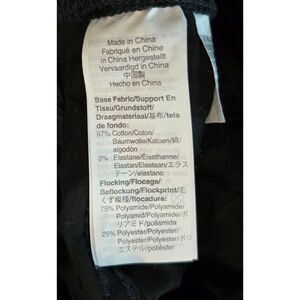 Made in China
Fabriqué en Chine
in China Hergestellt
Vervaardigd in China
中国製
Hecho en China
Base Fabric/Support En
Tissu/Grundstoff/
Draagmateriaal/基布/tela
de fondo:
97% Cotton/Coton/
Baumwolle/Katoen/綿/
algodón
3% Elastane/Élasthanne/
Elastan/Elastaan/エラス
テーン/elastano
Flocking/Flocage/
Beflockung/Flockprint/毛
くず模様/flocadura:
75% Polyamide/Polyamide/
Polyamid/Polyamide/ポ
リアミド/poliamida
25% Polyester/Polyester/
Polyester/Polyester/ポリ
エステル/poliéster